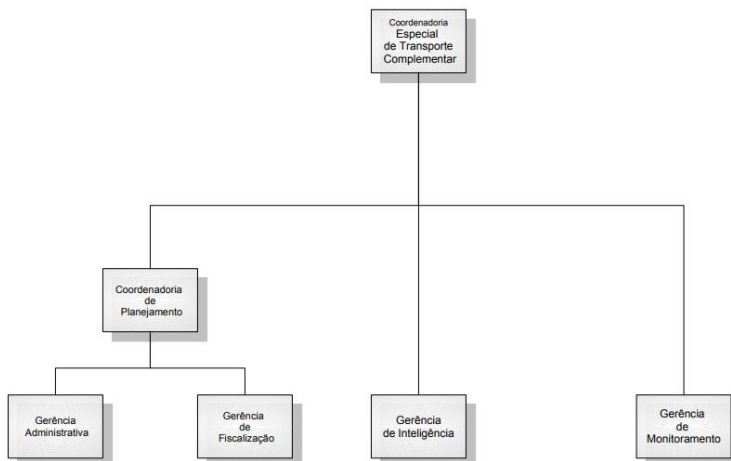 Coordenadoria
Especial
de Transporte
Complementar
Coordenadoria
de
Planejamento
Gerência
Administrativa
Gerência
de
Fiscalização
Gerência
de Inteligência
Gerência
de
Monitoramento